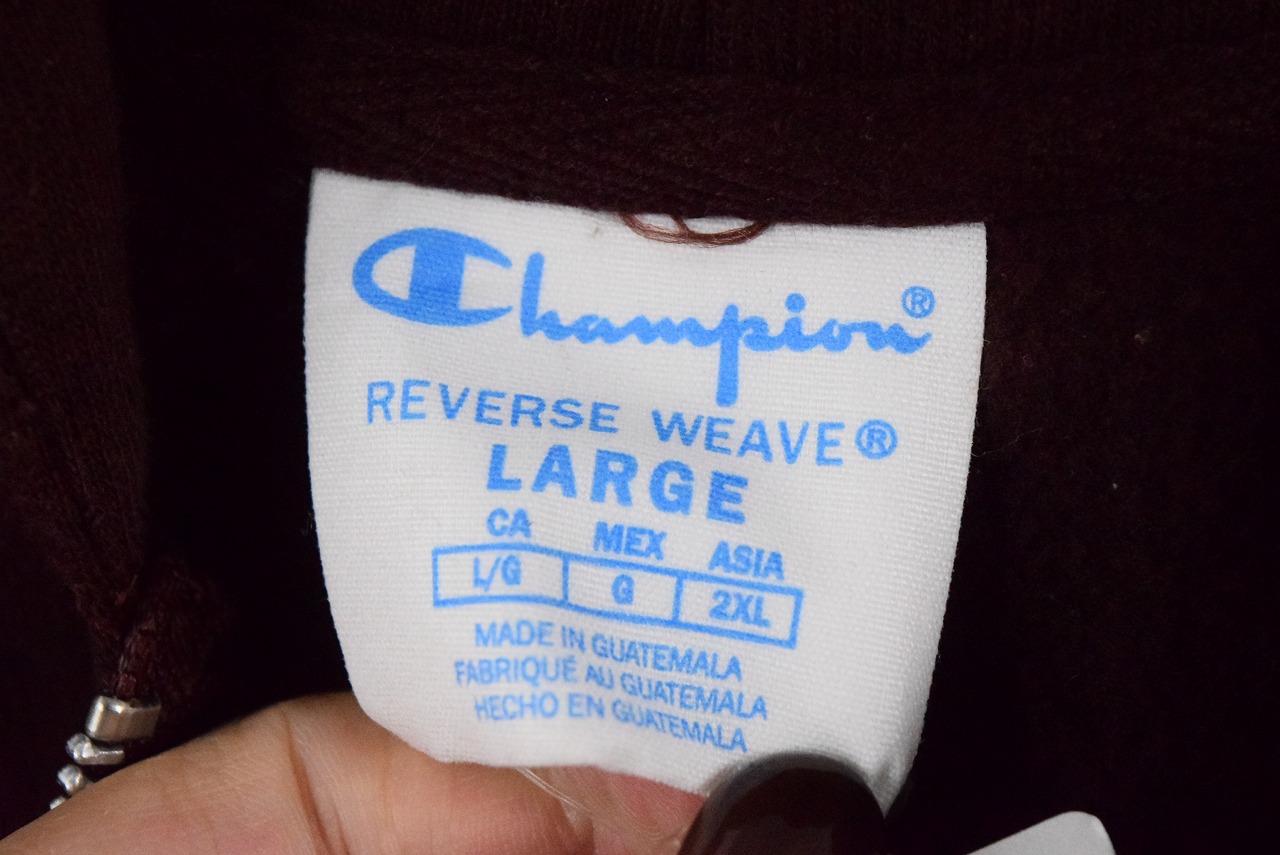 Champion®
REVERSE WEAVE®
LARGE
CA MEX ASIA
L/G G 2XL
MADE IN GUATEMALA
FABRIQUÉ AU GUATEMALA
HECHO EN GUATEMALA